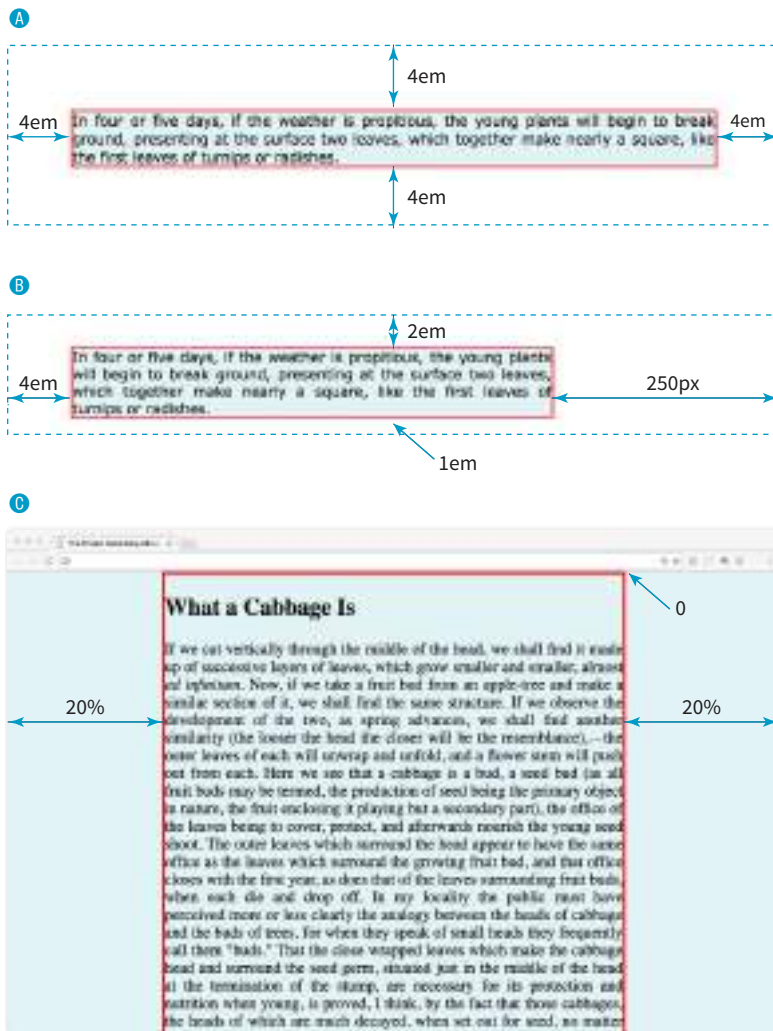 A
4em
4em
4em
In four or five days, if the weather is propitious, the young plants will begin to break
ground, presenting at the surface two leaves, which together make nearly a square, like
the first leaves of turnips or radishes.
4em
B
2em
4em
250px
In four or five days, if the weather is propitious, the young plants
will begin to break ground, presenting at the surface two leaves,
which together make nearly a square, like the first leaves of
turnips or radishes.
1em
C
0
What a Cabbage Is
If we cut vertically through the middle of the head, we shall find it made
up of successive layers of leaves, which grow smaller and smaller, almost
ad infinitum. Now, if we take a fruit bud from an apple-tree and make a
similar section of it, we shall find the same structure. If we observe the
20%
20%
development of the two, as spring advances, we shall find another
similarity (the looser the head the closer will be the resemblance),—the
outer leaves of each will unwrap and unfold, and a flower stem will push
out from each. Here we see that a cabbage is a bud, a seed bud (as all
fruit buds may be termed, the production of seed being the primary object
in nature, the fruit enclosing it playing but a secondary part), the office of
the leaves being to cover, protect, and afterwards nourish the young seed
shoot. The outer leaves which surround the head appear to have the same
office as the leaves which surround the growing fruit bud, and that office
closes with the first year, as does that of the leaves surrounding fruit buds,
when each die and drop off. In my locality the public must have
perceived more or less clearly the analogy between the heads of cabbage
and the buds of trees, for when they speak of small heads they frequently
call them "buds." That the close wrapped leaves which make the cabbage
head and surround the seed germ, situated just in the middle of the head
at the termination of the stump, are necessary for its protection and
nutrition when young, is proved, I think, by the fact that those cabbages,
the heads of which are much decayed, when set out for seed, no matter